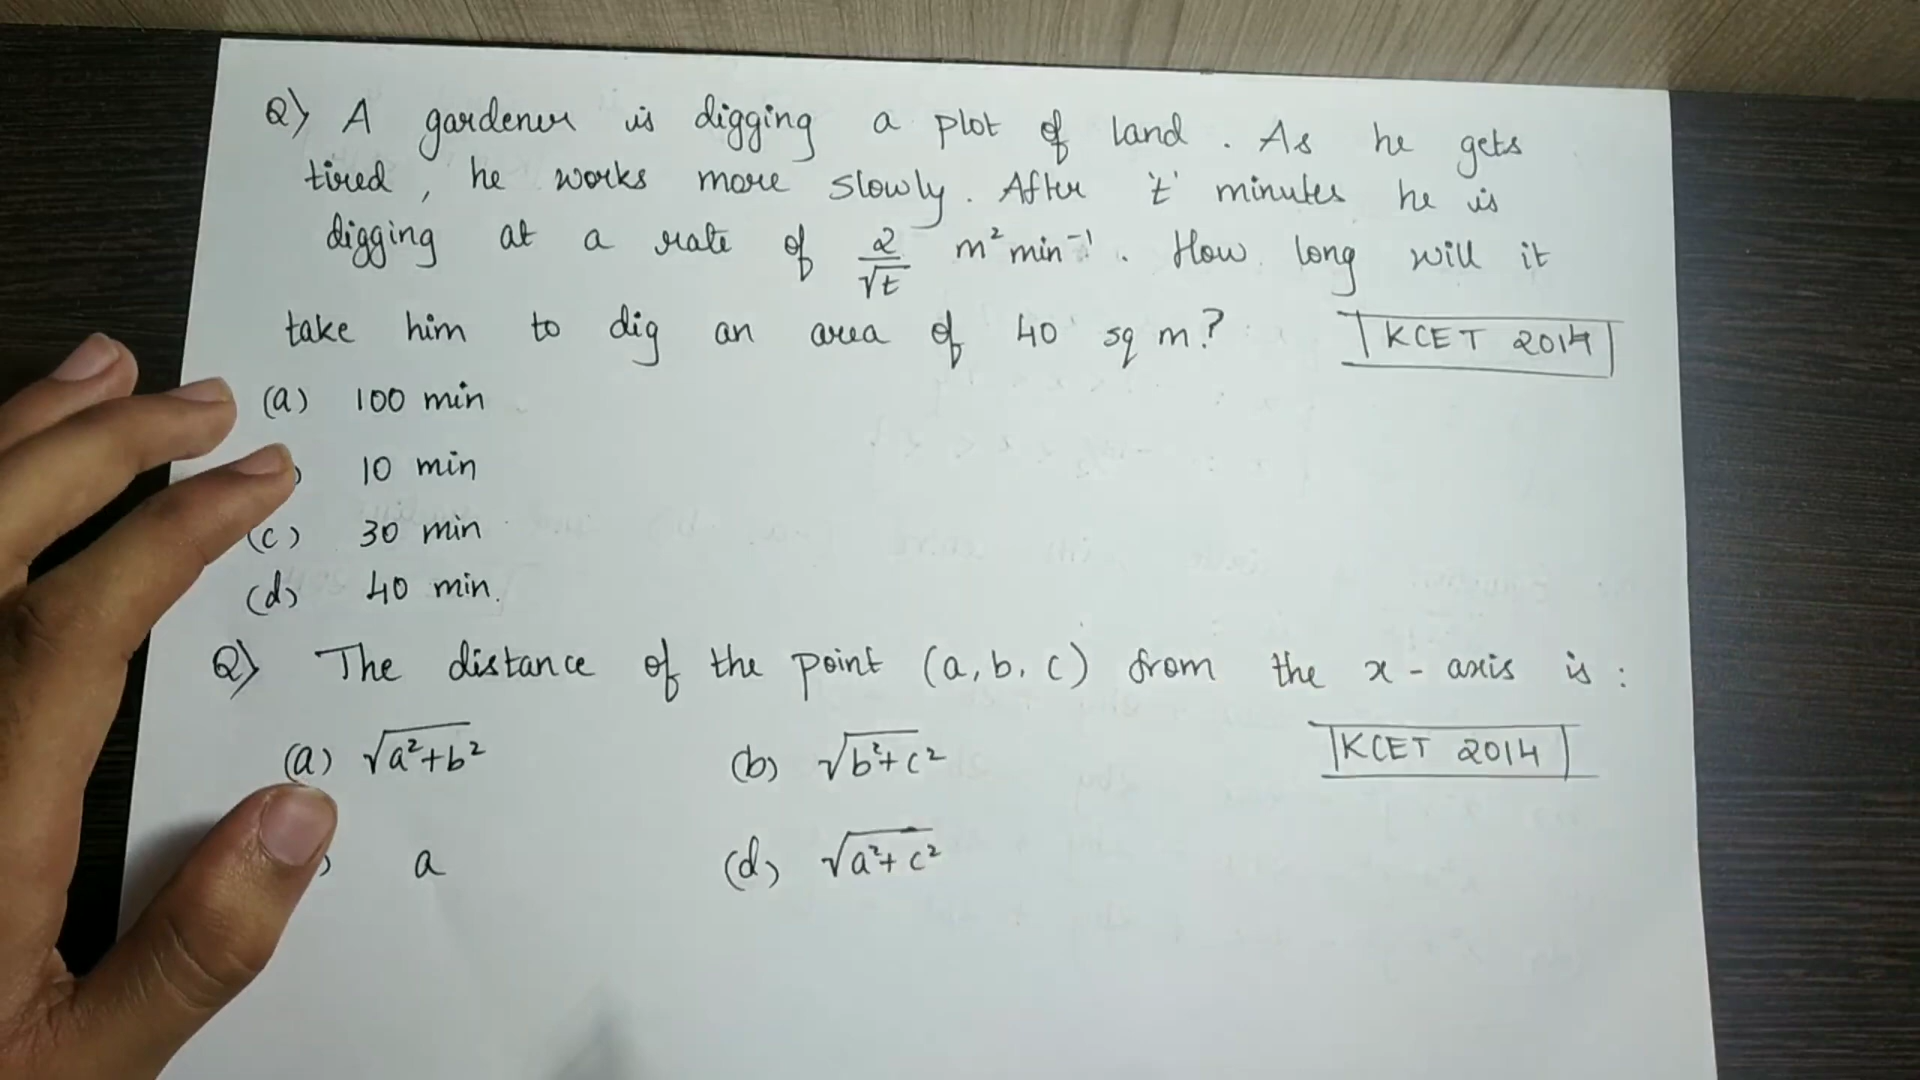 Q) A gardener is digging a plot of land. As he gets
tired, he works more slowly. After 't' minutes he is
digging at a rate of 2/√t m² min⁻¹. How long will it
take him to dig an area of 40 sq m? KCET 2014
(a) 100 min
) 10 min
(c) 30 min
(d) 40 min.
Q) The distance of the point (a, b, c) from the x-axis is :
(a) √a²+b² (b) √b²+c² KCET 2014
) a (d) √a²+c²